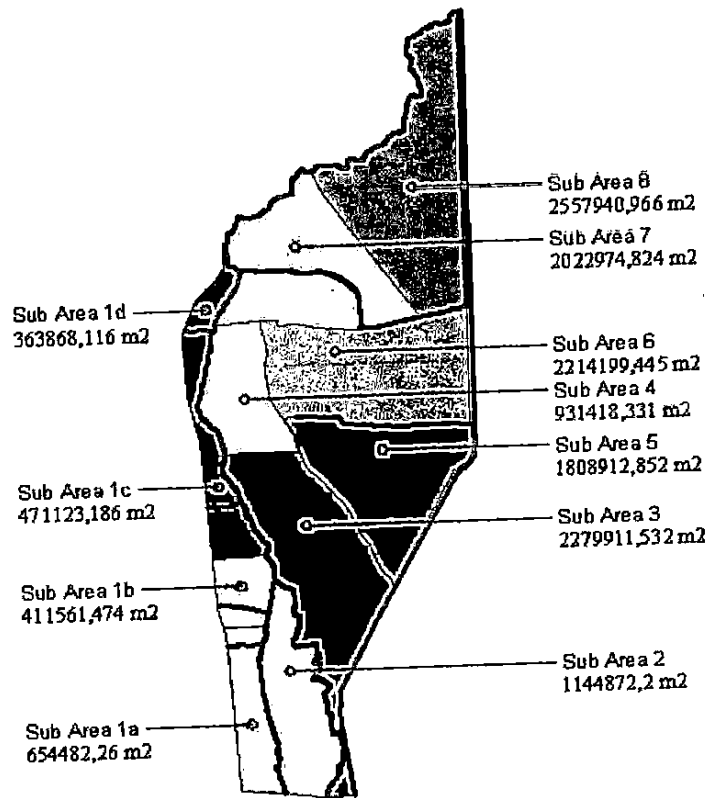 Sub Area 8
2557940,966 m2
Sub Area 7
2022974,824 m2
Sub Area 1d
363868,116 m2
Sub Area 6
2214199,445 m2
Sub Area 4
931418,331 m2
Sub Area 5
1808912,852 m2
Sub Area 1c
471123,186 m2
Sub Area 3
2279911,532 m2
Sub Area 1b
411561,474 m2
Sub Area 2
1144872,2 m2
Sub Area 1a
654482,26 m2